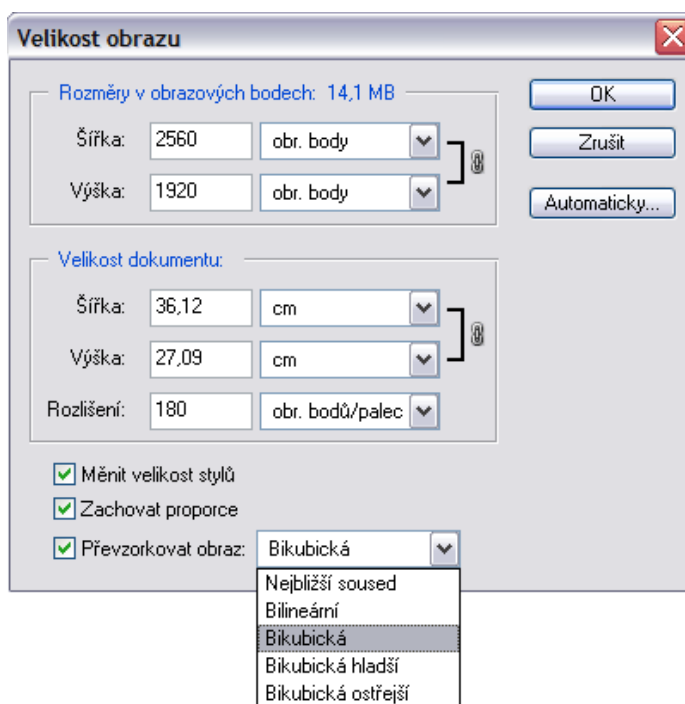 Velikost obrazu
Rozměry v obrazových bodech: 14,1 MB
Šířka: 2560 obr. body
Výška: 1920 obr. body
OK
Zrušit
Automaticky...
Velikost dokumentu:
Šířka: 36,12 cm
Výška: 27,09 cm
Rozlišení: 180 obr. bodů/palec
Měnit velikost stylů
Zachovat proporce
Převzorkovat obraz: Bikubická
Nejbližší soused
Bilineární
Bikubická
Bikubická hladší
Bikubická ostřejší